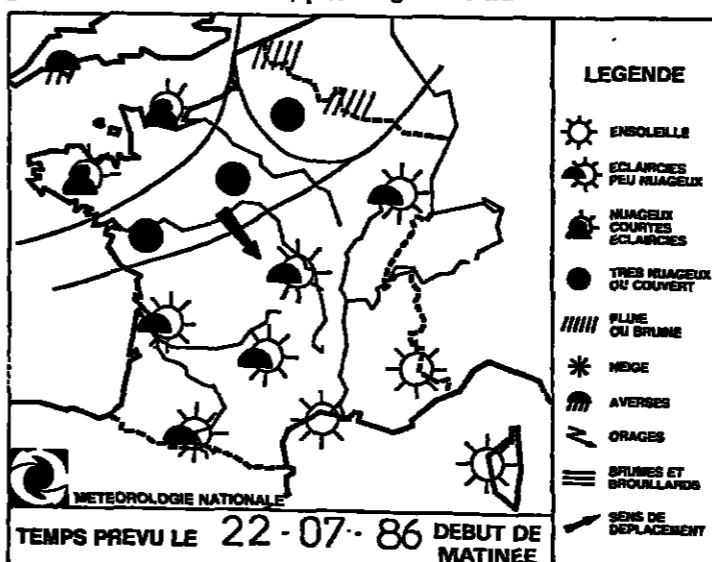 LEGENDE
ENSOLEILLE
ECLAIRCIES
PEU NUAGEUX
NUAGEUX
COURTES
ECLAIRCIES
TRES NUAGEUX
OU COUVERT
PLUIE
OU BRUINE
NEIGE
AVERSES
ORAGES
BRUMES ET
BROUILLARDS
SENS DE
DEPLACEMENT
METEOROLOGIE NATIONALE
TEMPS PREVU LE 22-07-86 DEBUT DE
MATINÉE